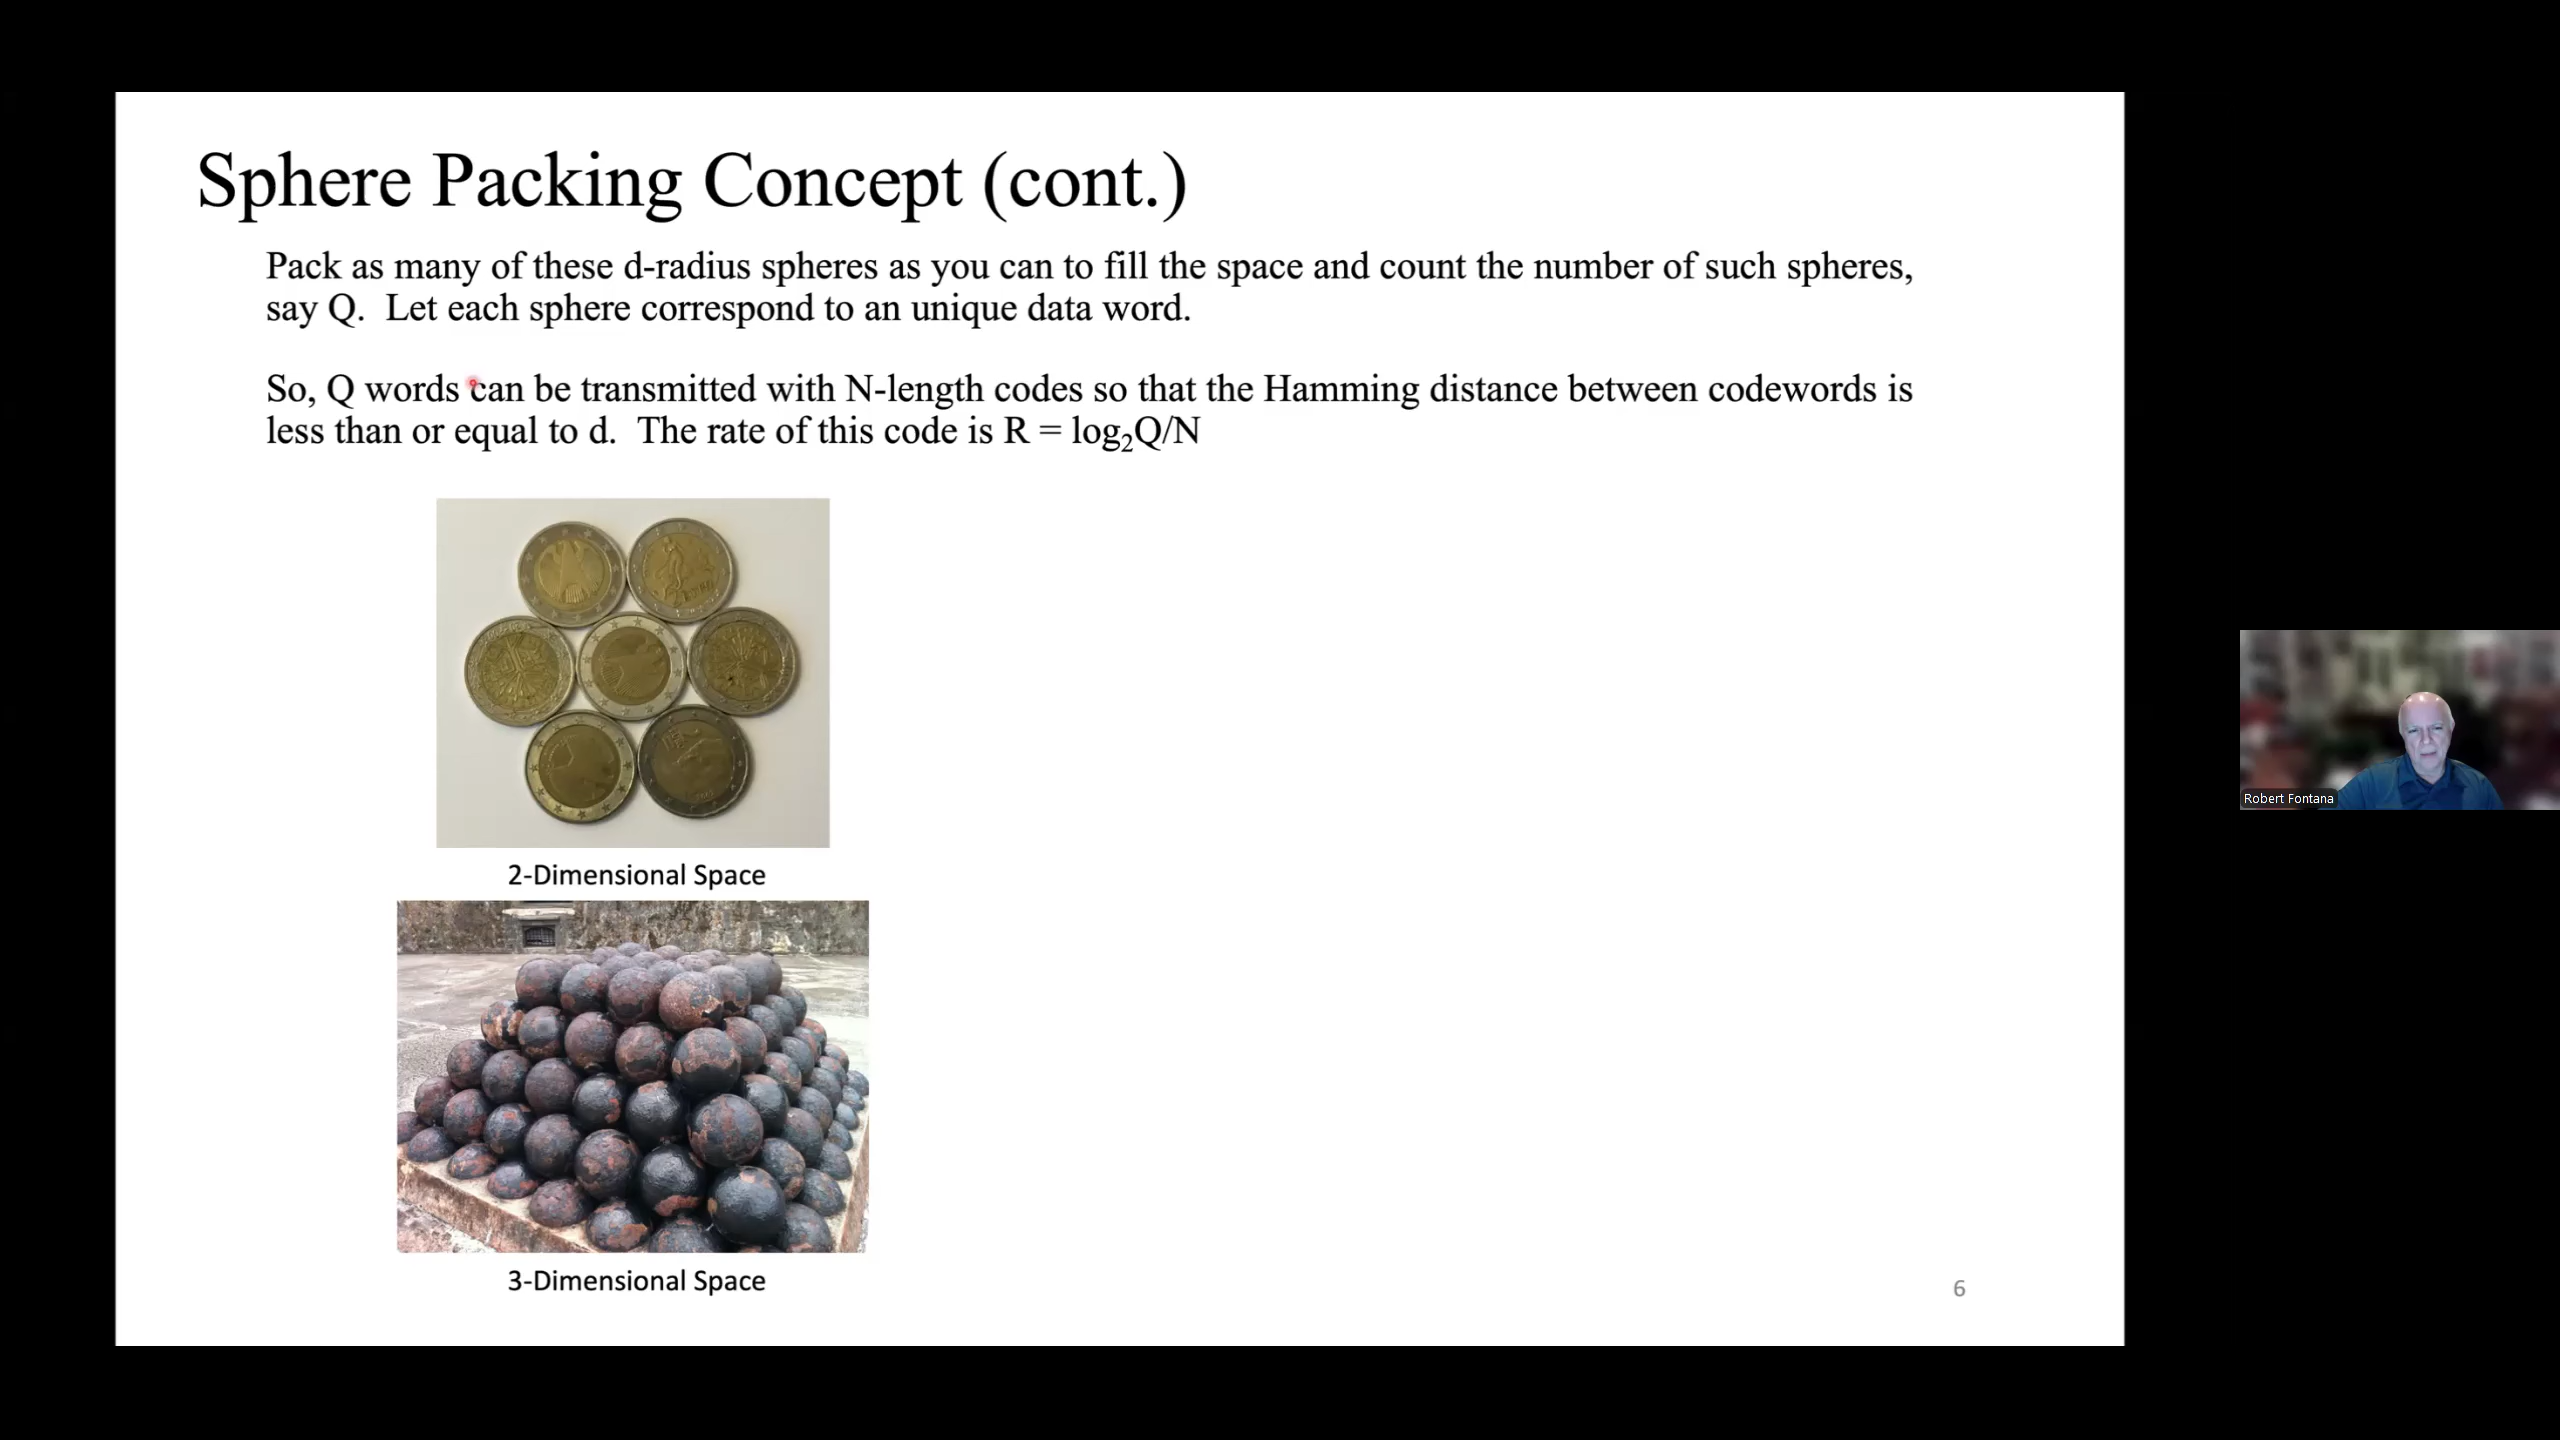 Sphere Packing Concept (cont.)
Pack as many of these d-radius spheres as you can to fill the space and count the number of such spheres,
say Q.  Let each sphere correspond to an unique data word.
So, Q words can be transmitted with N-length codes so that the Hamming distance between codewords is
less than or equal to d.  The rate of this code is R = log₂Q/N
2-Dimensional Space
Robert Fontana
3-Dimensional Space
6